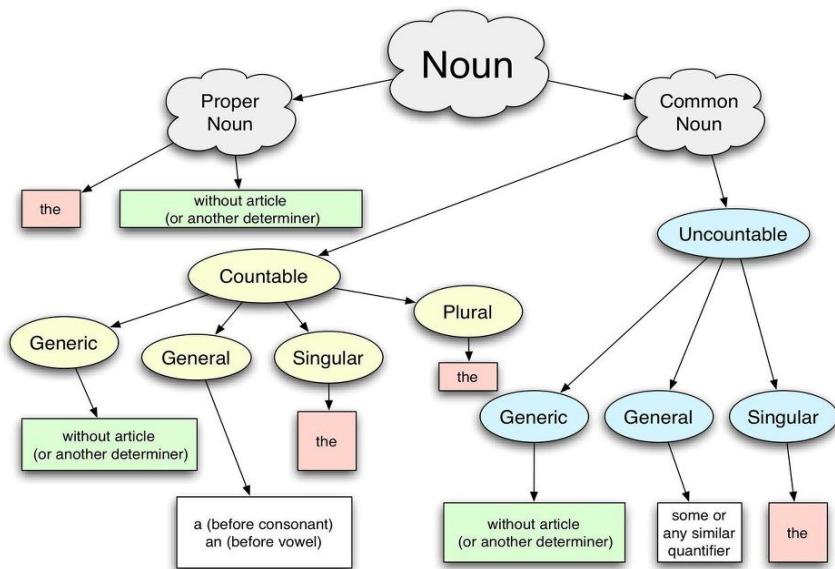 Noun
Proper
Noun
Common
Noun
the
without article
(or another determiner)
Countable
Uncountable
Generic
General
Singular
Plural
the
without article
(or another determiner)
the
a (before consonant)
an (before vowel)
Generic
General
Singular
without article
(or another determiner)
some or
any similar
quantifier
the